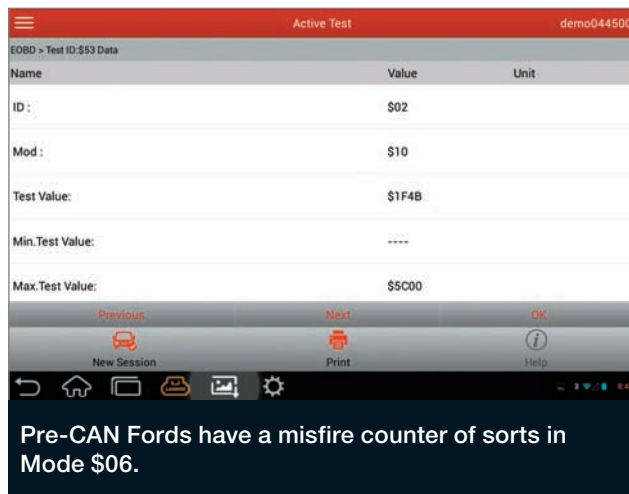 Active Test
demo044500
EOBD > Test ID:$53 Data
Name Value Unit
ID : $02
Mod : $10
Test Value: $1F4B
Min.Test Value: ----
Max.Test Value: $5C00
Previous Next OK
New Session Print Help
Pre-CAN Fords have a misfire counter of sorts in
Mode $06.